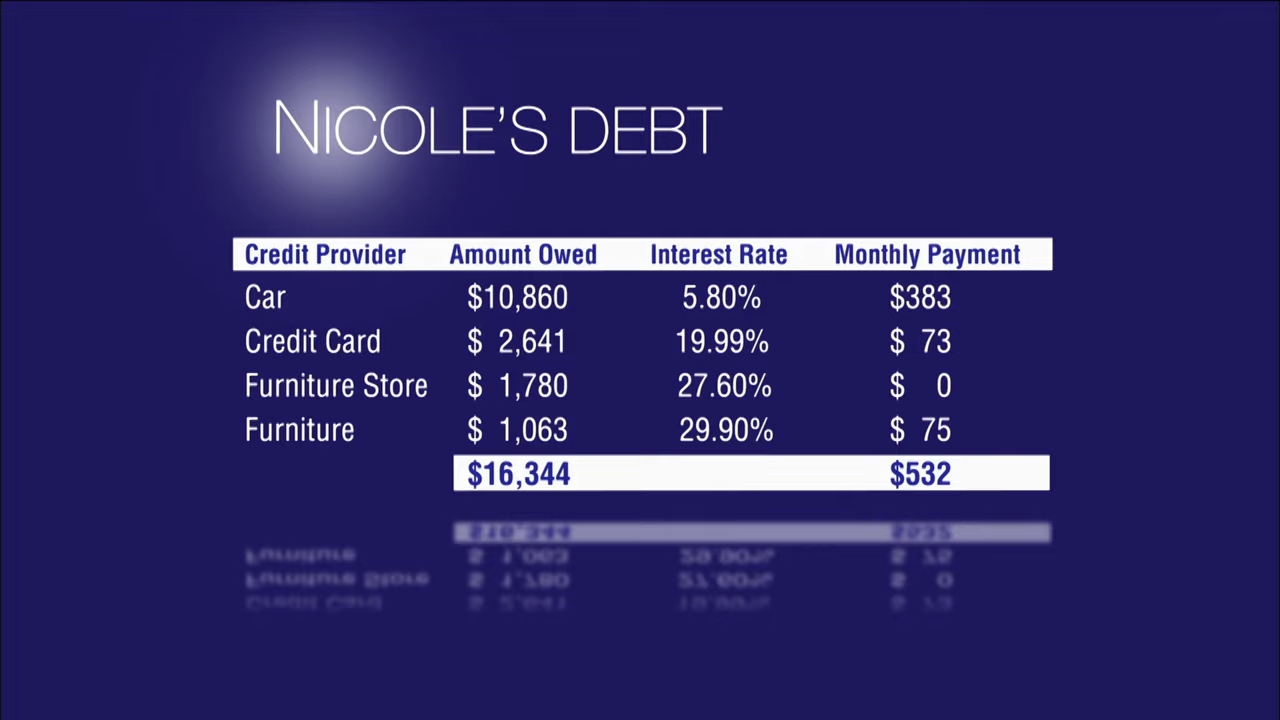 NICOLE'S DEBT
Credit Provider Amount Owed Interest Rate Monthly Payment
Car $10,860 5.80% $383
Credit Card $ 2,641 19.99% $ 73
Furniture Store $ 1,780 27.60% $ 0
Furniture $ 1,063 29.90% $ 75
$16,344 $532